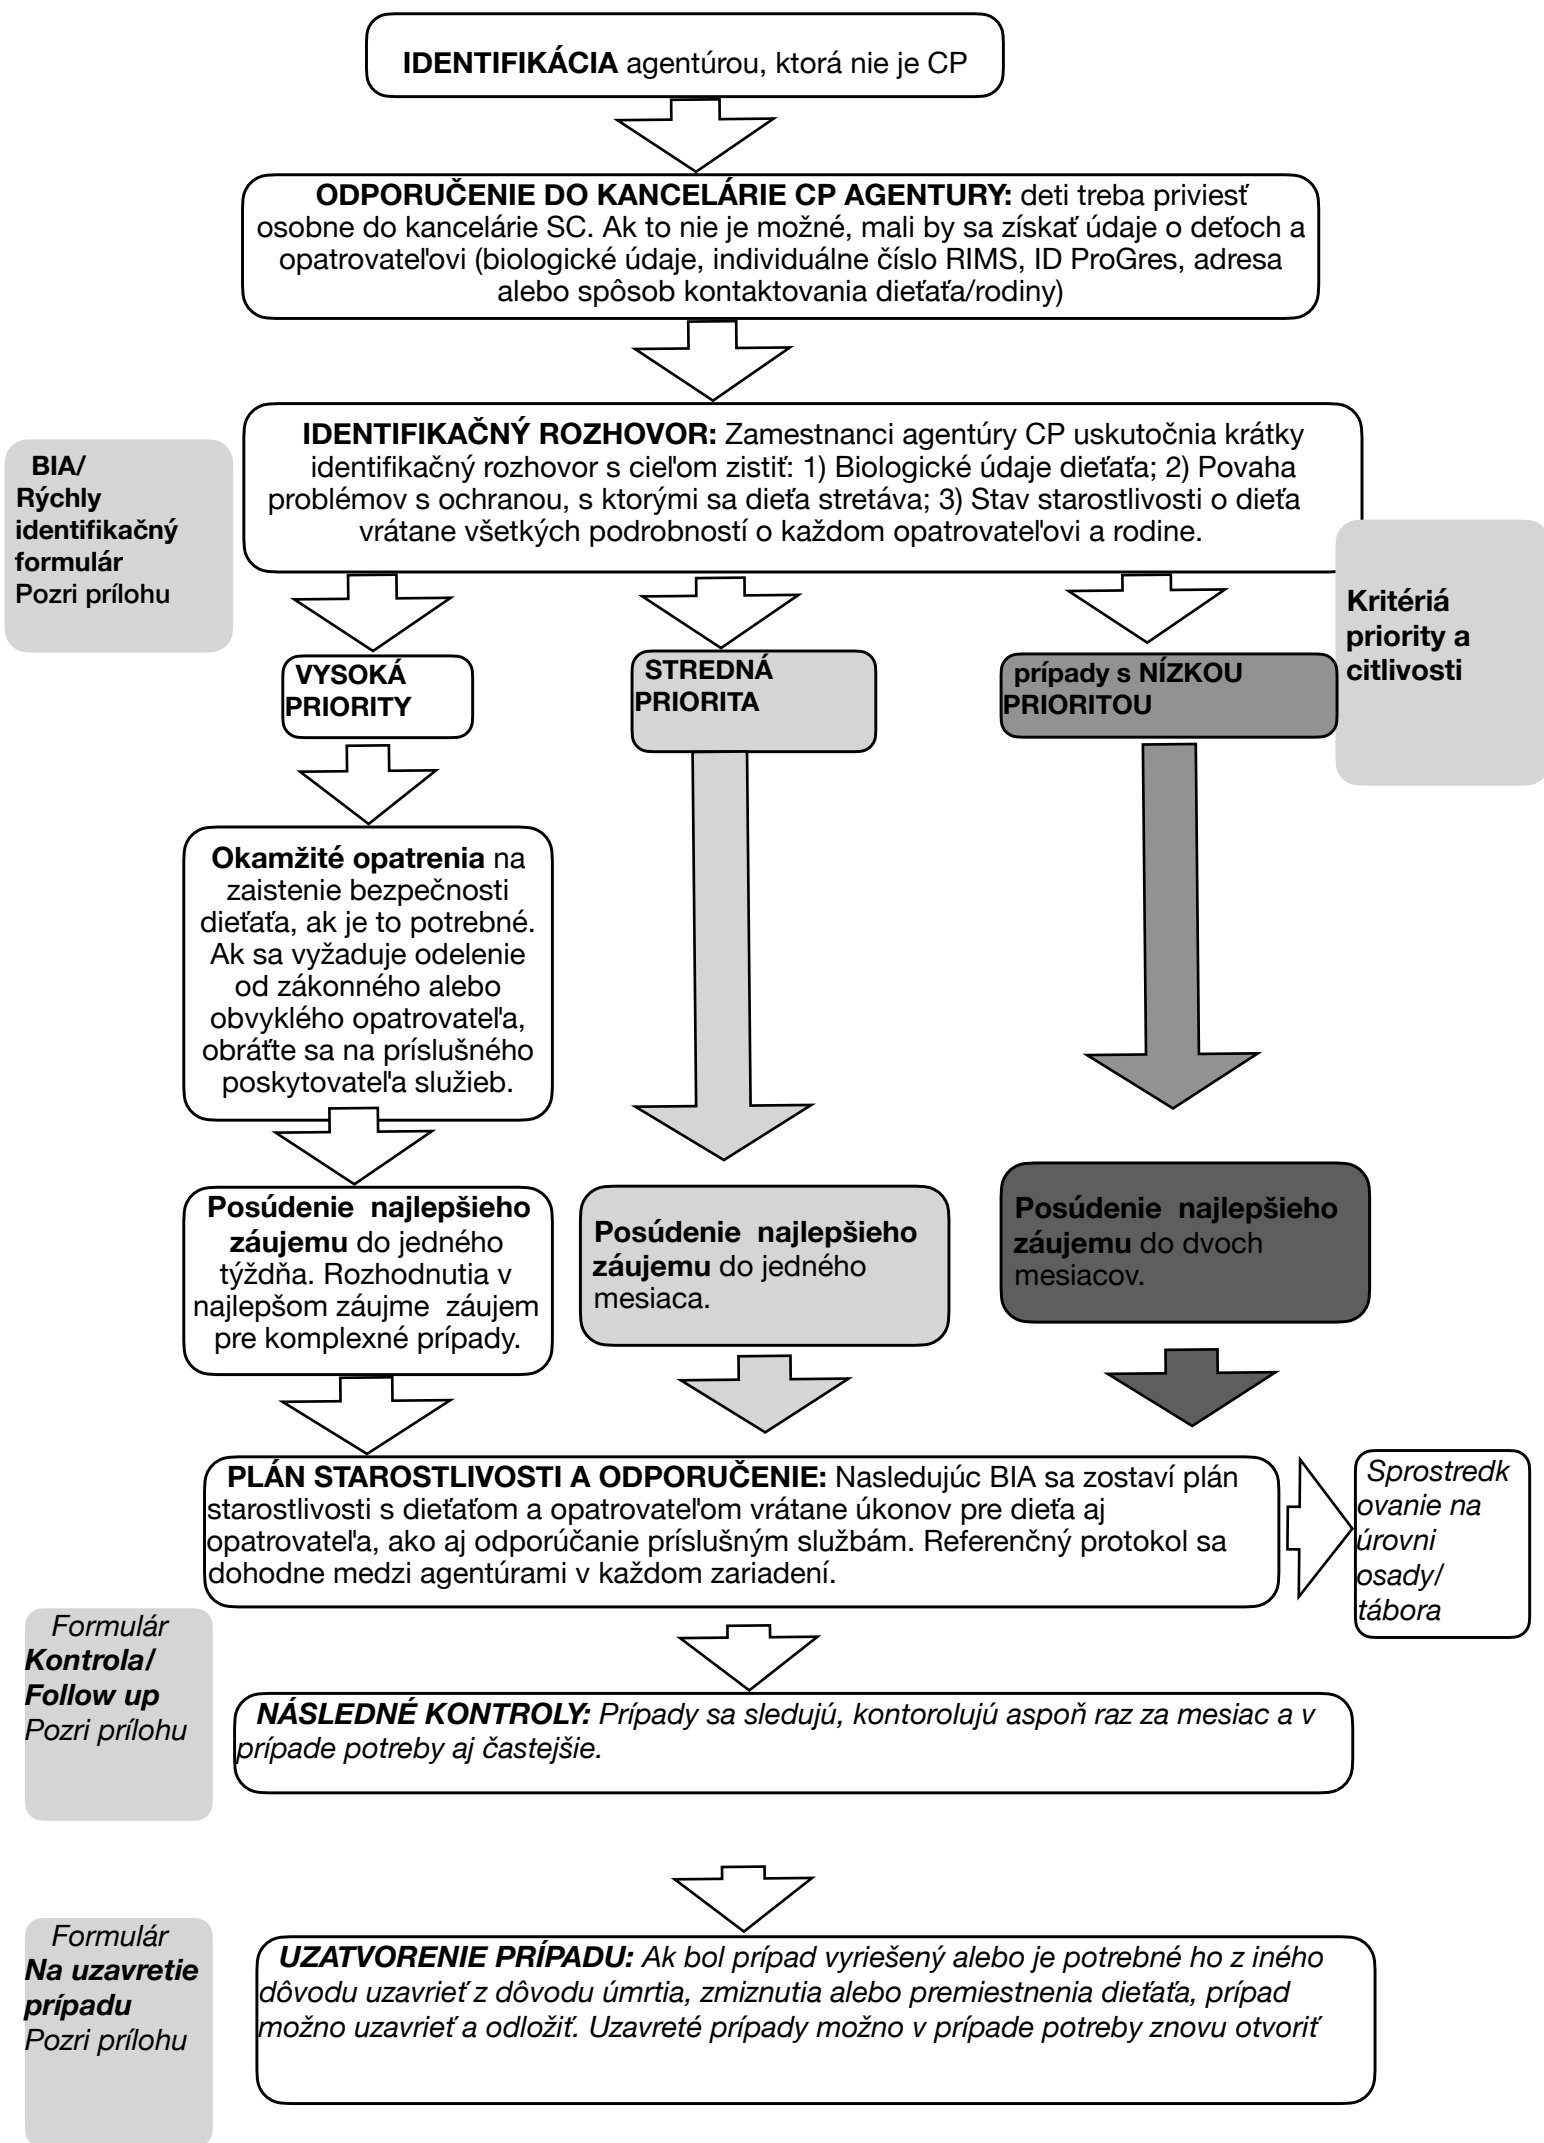 IDENTIFIKÁCIA agentúrou, ktorá nie je CP
ODPORUČENIE DO KANCELÁRIE CP AGENTURY: deti treba priviesť
osobne do kancelárie SC. Ak to nie je možné, mali by sa získať údaje o deťoch a
opatrovateľovi (biologické údaje, individuálne číslo RIMS, ID ProGres, adresa
alebo spôsob kontaktovania dieťaťa/rodiny)
IDENTIFIKAČNÝ ROZHOVOR: Zamestnanci agentúry CP uskutočnia krátky
identifikačný rozhovor s cieľom zistiť: 1) Biologické údaje dieťaťa; 2) Povaha
problémov s ochranou, s ktorými sa dieťa stretáva; 3) Stav starostlivosti o dieťa
vrátane všetkých podrobností o každom opatrovateľovi a rodine.
BIA/
Rýchly
identifikačný
formulár
Pozri prílohu
Kritériá
priority a
citlivosti
VYSOKÁ
PRIORITY
STREDNÁ
PRIORITA
prípady s NÍZKOU
PRIORITOU
Okamžité opatrenia na
zaistenie bezpečnosti
dieťaťa, ak je to potrebné.
Ak sa vyžaduje odelenie
od zákonného alebo
obvyklého opatrovateľa,
obráťte sa na príslušného
poskytovateľa služieb.
Posúdenie najlepšieho
záujemu do jedného
týždňa. Rozhodnutia v
najlepšom záujme záujem
pre komplexné prípady.
Posúdenie najlepšieho
záujemu do jedného
mesiaca.
Posúdenie najlepšieho
záujemu do dvoch
mesiacov.
PLÁN STAROSTLIVOSTI A ODPORUČENIE: Nasledujúc BIA sa zostaví plán
starostlivosti s dieťaťom a opatrovateľom vrátane úkonov pre dieťa aj
opatrovateľa, ako aj odporúčanie príslušným službám. Referenčný protokol sa
dohodne medzi agentúrami v každom zariadení.
Sprostredk
ovanie na
úrovni
osady/
tábora
Formulár
Kontrola/
Follow up
Pozri prílohu
NÁSLEDNÉ KONTROLY: Prípady sa sledujú, kontorolujú aspoň raz za mesiac a v
prípade potreby aj častejšie.
Formulár
Na uzavretie
prípadu
Pozri prílohu
UZATVORENIE PRÍPADU: Ak bol prípad vyriešený alebo je potrebné ho z iného
dôvodu uzavrieť z dôvodu úmrtia, zmiznutia alebo premiestnenia dieťaťa, prípad
možno uzavrieť a odložiť. Uzavreté prípady možno v prípade potreby znovu otvoriť